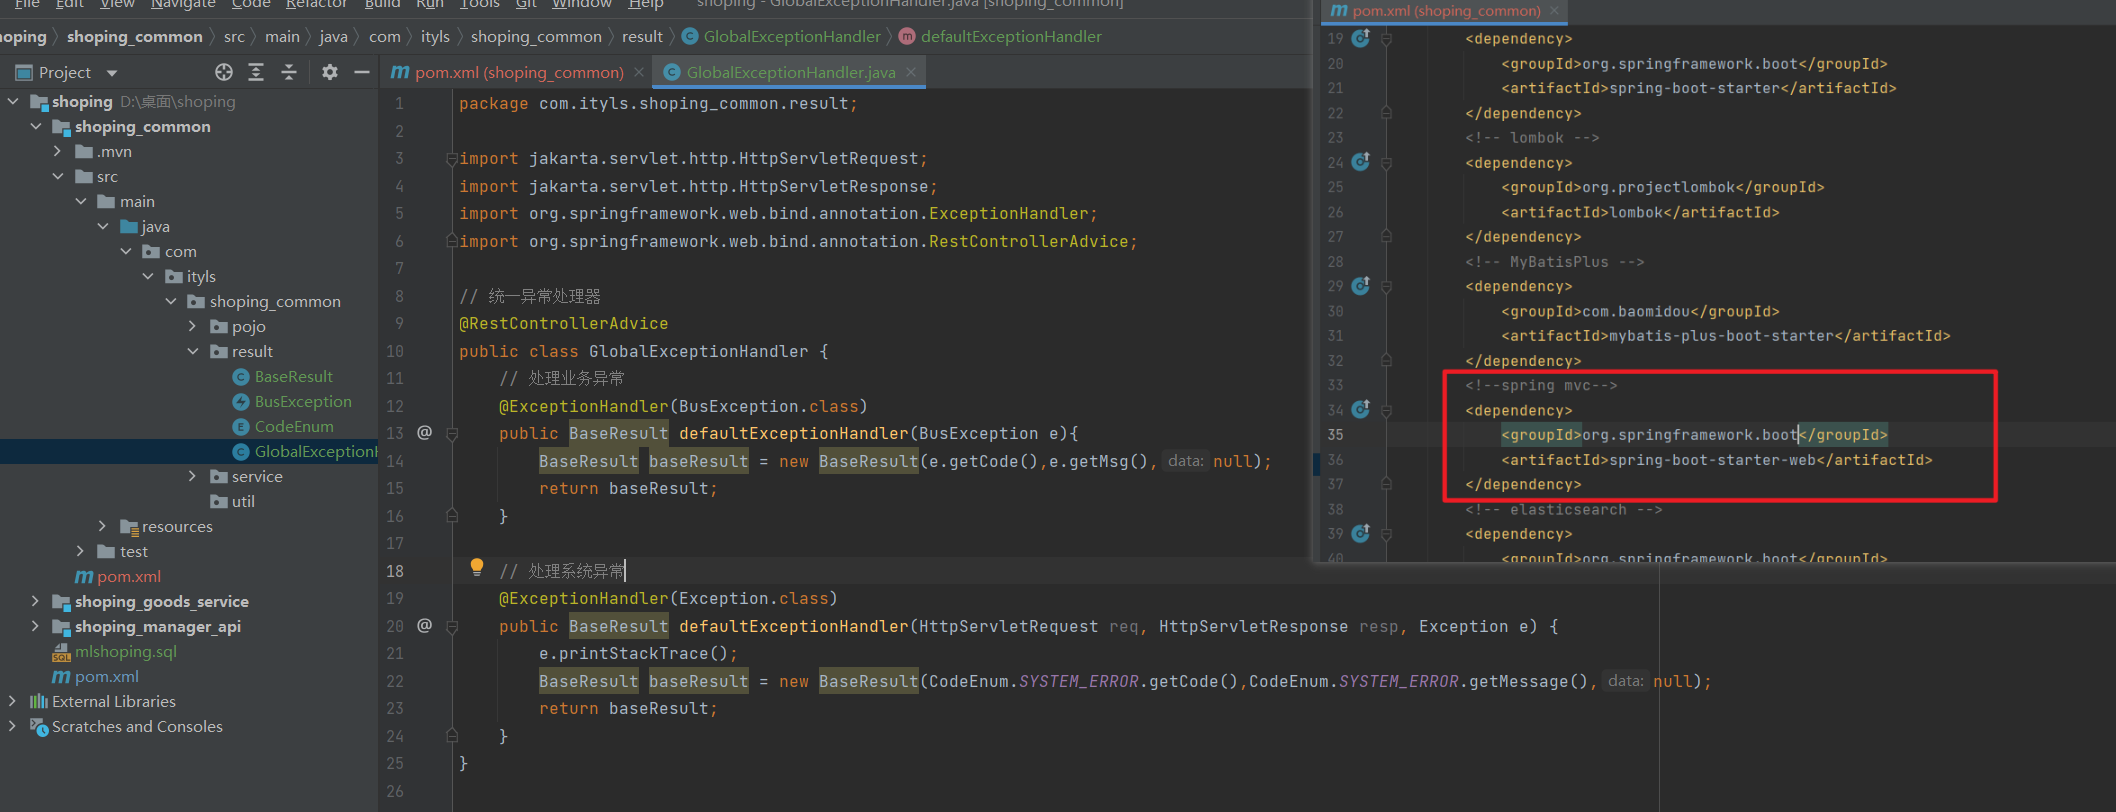 File Edit View Navigate Code Refactor Build Run Tools Git Window Help shoping - GlobalExceptionHandler.java [shoping_common]
hoping shoping_common src main java com ityls shoping_common result GlobalExceptionHandler defaultExceptionHandler
Project
pom.xml (shoping_common)
GlobalExceptionHandler.java
shoping D:\桌面\shoping
shoping_common
.mvn
src
main
java
com
ityls
shoping_common
pojo
result
BaseResult
BusException
CodeEnum
GlobalException
service
util
resources
test
pom.xml
shoping_goods_service
shoping_manager_api
mlshoping.sql
pom.xml
External Libraries
Scratches and Consoles
1 package com.ityls.shoping_common.result;
2
3 import jakarta.servlet.http.HttpServletRequest;
4 import jakarta.servlet.http.HttpServletResponse;
5 import org.springframework.web.bind.annotation.ExceptionHandler;
6 import org.springframework.web.bind.annotation.RestControllerAdvice;
7
8 // 统一异常处理器
9 @RestControllerAdvice
10 public class GlobalExceptionHandler {
11 // 处理业务异常
12 @ExceptionHandler(BusException.class)
13 @ public BaseResult defaultExceptionHandler(BusException e){
14 BaseResult baseResult = new BaseResult(e.getCode(),e.getMsg(), data: null);
15 return baseResult;
16 }
17
18 // 处理系统异常
19 @ExceptionHandler(Exception.class)
20 @ public BaseResult defaultExceptionHandler(HttpServletRequest req, HttpServletResponse resp, Exception e) {
21 e.printStackTrace();
22 BaseResult baseResult = new BaseResult(CodeEnum.SYSTEM_ERROR.getCode(),CodeEnum.SYSTEM_ERROR.getMessage(), data: null);
23 return baseResult;
24 }
25 }
26
pom.xml (shoping_common)
19 <dependency>
20 <groupId>org.springframework.boot</groupId>
21 <artifactId>spring-boot-starter</artifactId>
22 </dependency>
23 <!-- lombok -->
24 <dependency>
25 <groupId>org.projectlombok</groupId>
26 <artifactId>lombok</artifactId>
27 </dependency>
28 <!-- MyBatisPlus -->
29 <dependency>
30 <groupId>com.baomidou</groupId>
31 <artifactId>mybatis-plus-boot-starter</artifactId>
32 </dependency>
33 <!--spring mvc-->
34 <dependency>
35 <groupId>org.springframework.boot</groupId>
36 <artifactId>spring-boot-starter-web</artifactId>
37 </dependency>
38 <!-- elasticsearch -->
39 <dependency>
40 <groupId>org.springframework.boot</groupId>